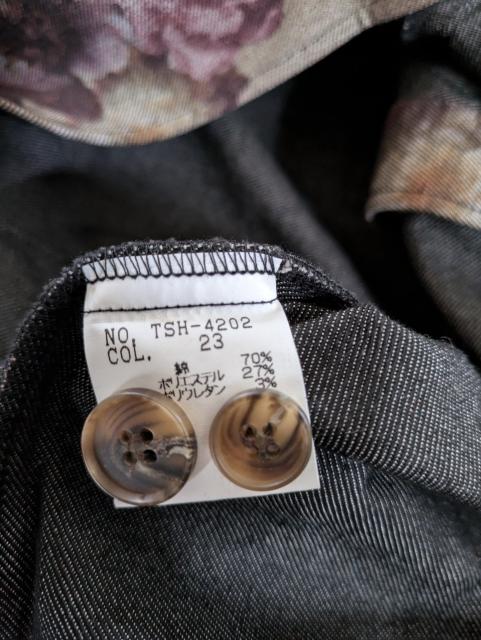 NO. TSH-4202
COL. 23
綿 70%
ポリエステル 27%
ポリウレタン 3%